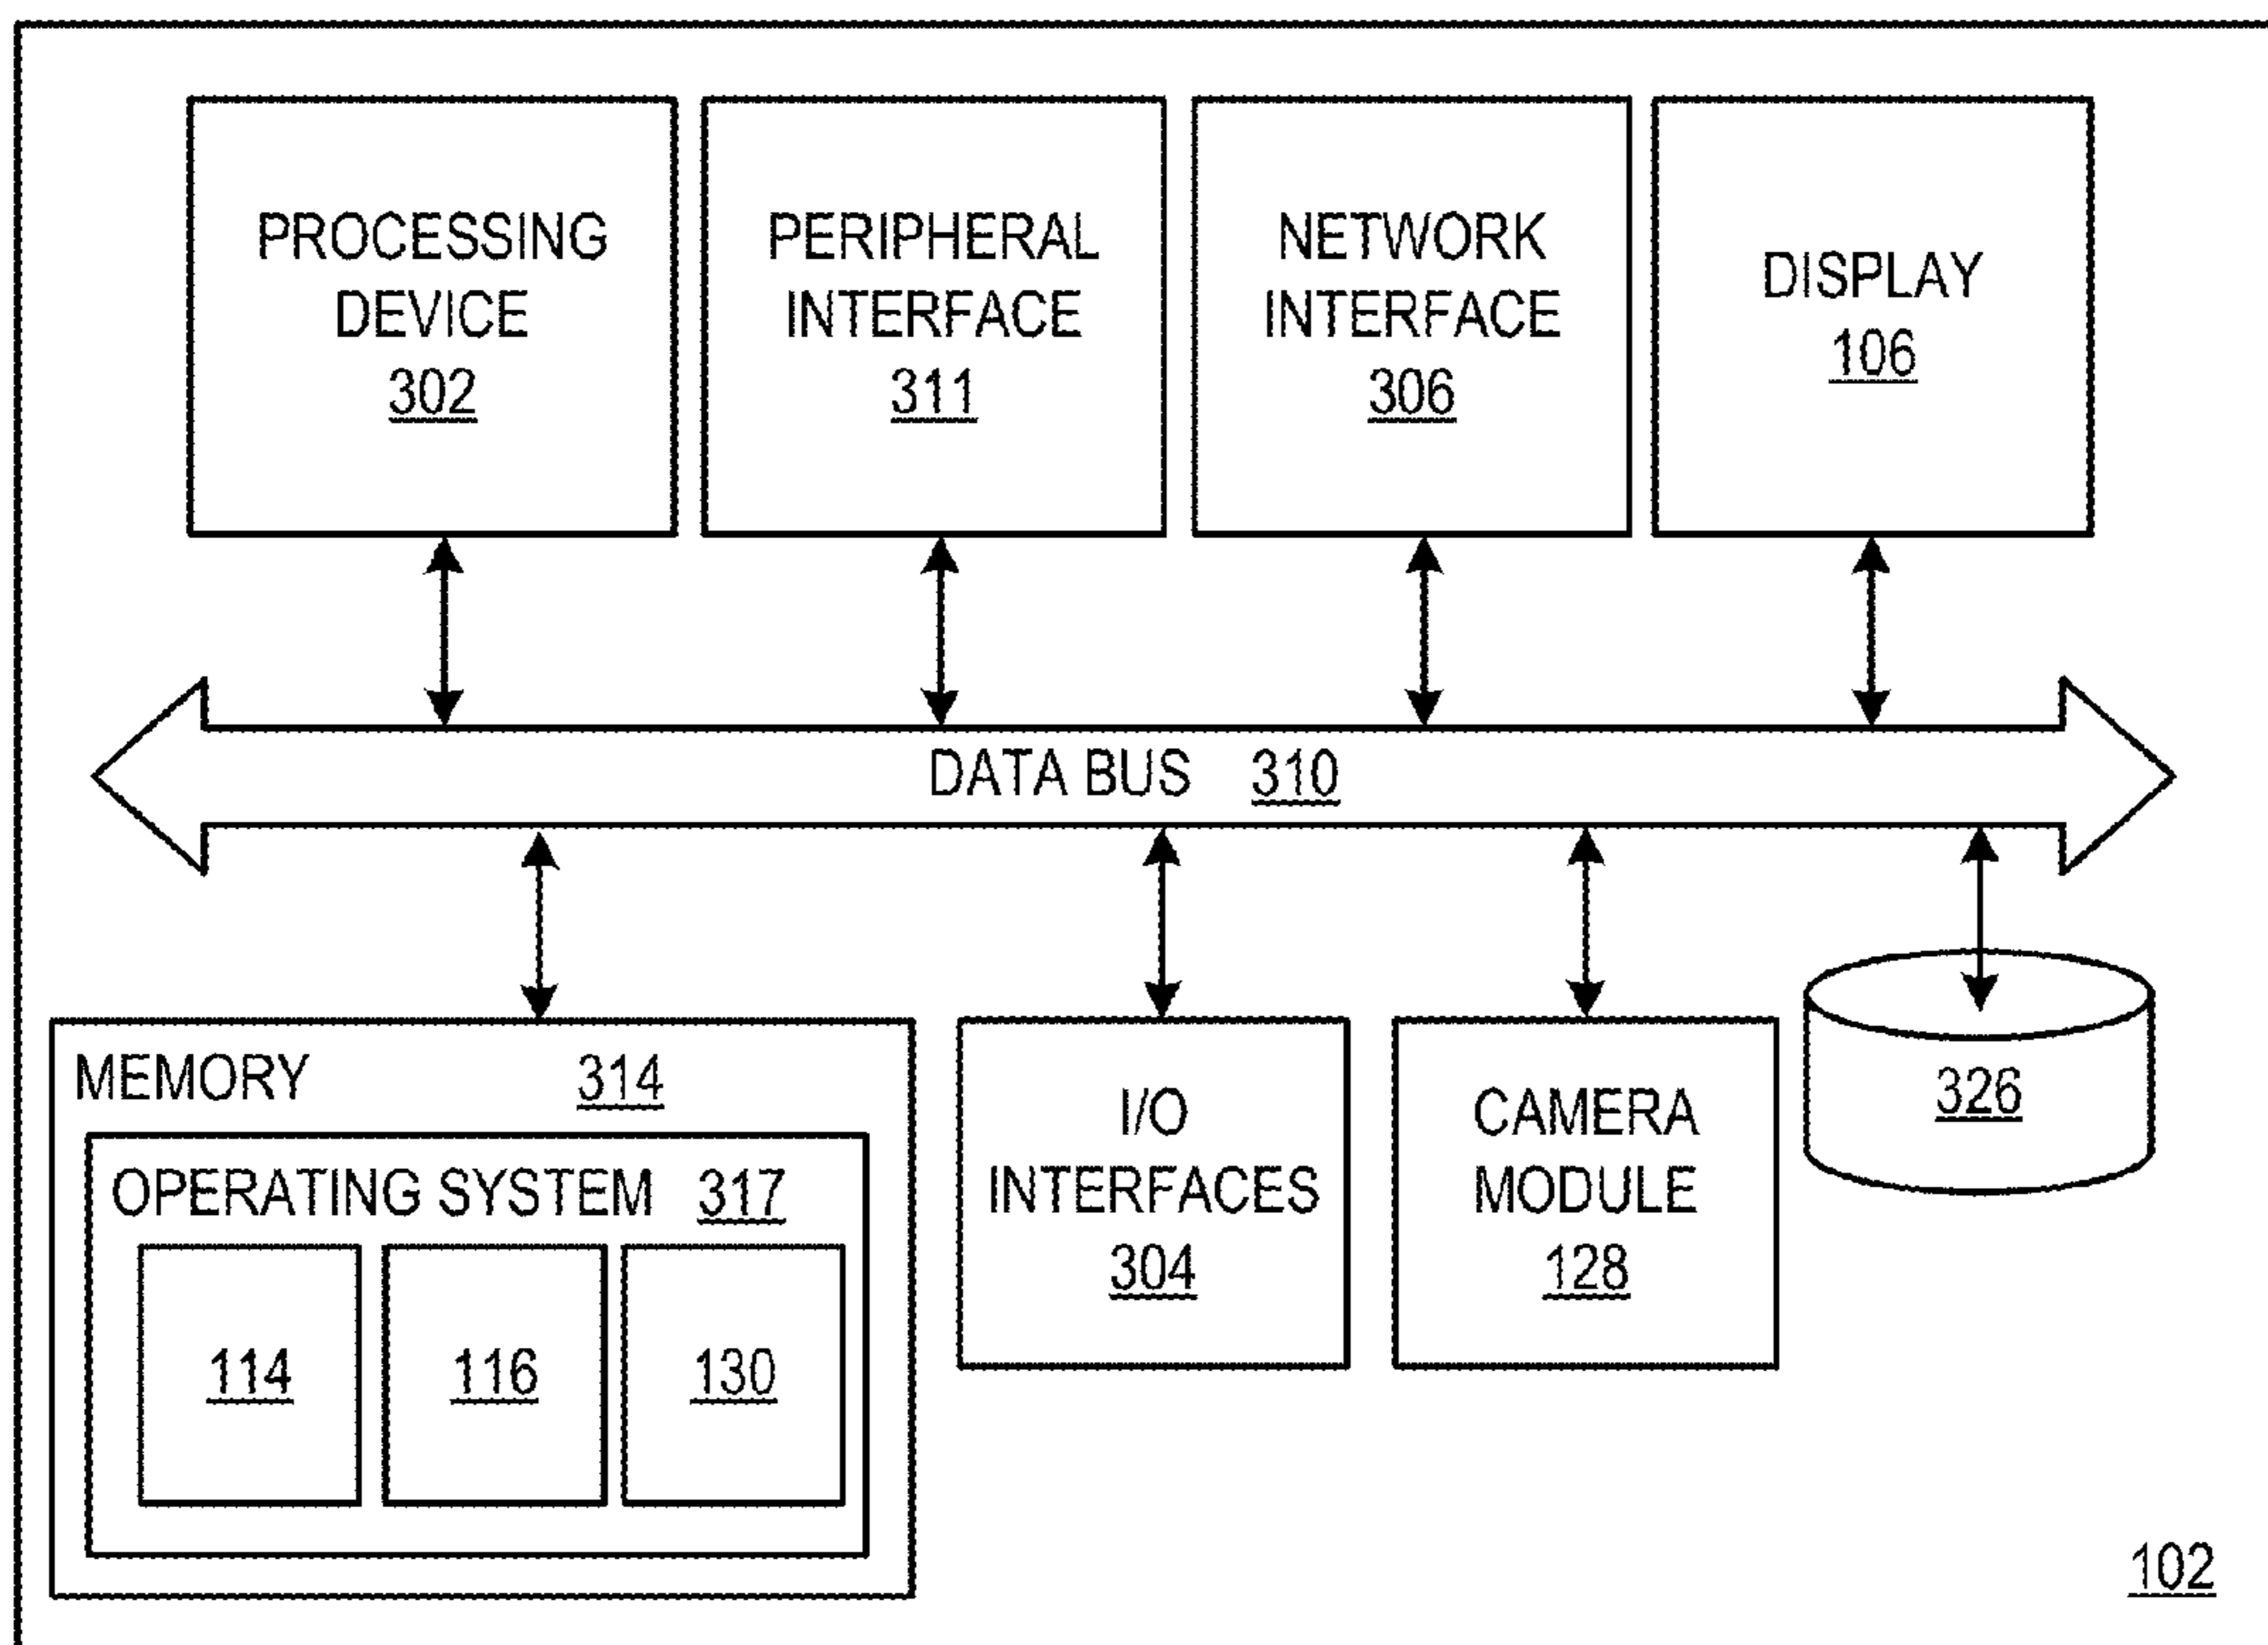 PROCESSING
DEVICE
302
PERIPHERAL
INTERFACE
311
NETWORK
INTERFACE
306
DISPLAY
106
DATA BUS 310
MEMORY 314
OPERATING SYSTEM 317
114
116
130
I/O
INTERFACES
304
CAMERA
MODULE
128
326
102